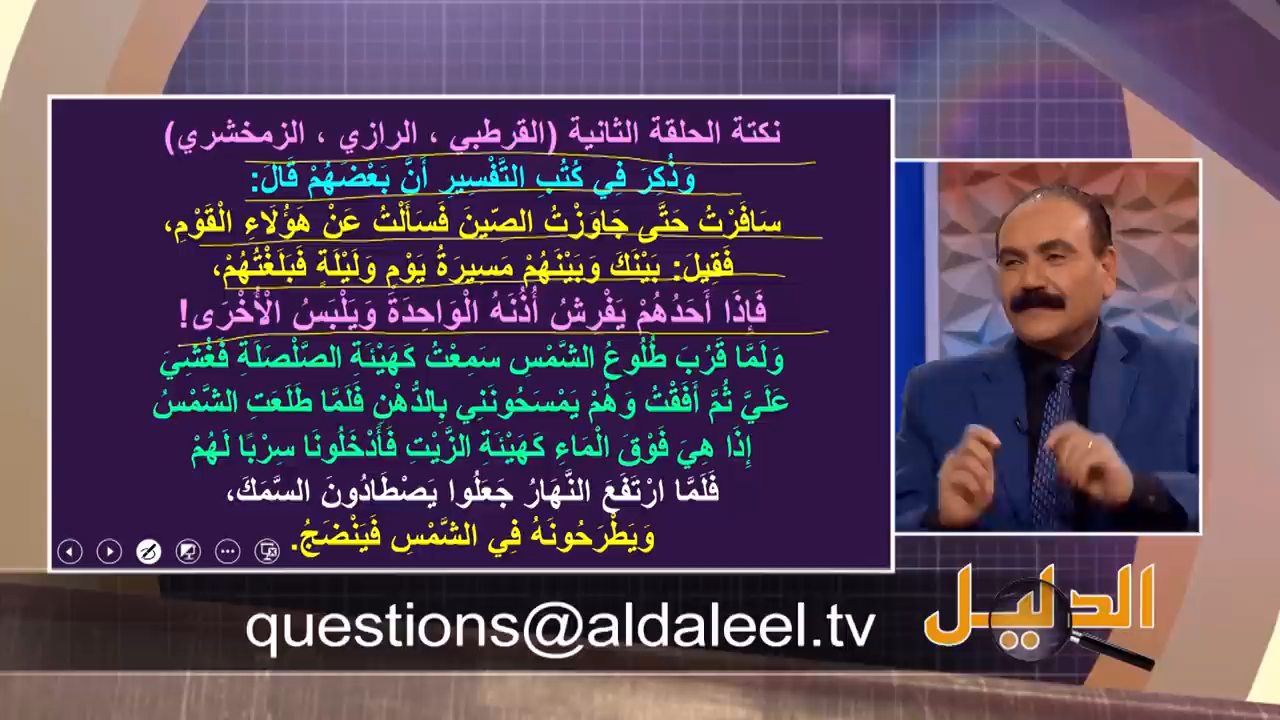 نكتة الحلقة الثانية (القرطبي ، الرازي ، الزمخشري)
وَذُكِرَ فِي كُتُبِ التَّفْسِيرِ أَنَّ بَعْضَهُمْ قَالَ:
سَافَرْتُ حَتَّى جَاوَزْتُ الصِّينَ فَسَأَلْتُ عَنْ هَؤُلَاءِ الْقَوْمِ،
فَقِيلَ: بَيْنَكَ وَبَيْنَهُمْ مَسِيرَةُ يَوْمٍ وَلَيْلَةٍ فَبَلَغْتُهُمْ،
فَإِذَا أَحَدُهُمْ يَفْرِشُ أُذُنَهُ الْوَاحِدَةَ وَيَلْبَسُ الْأُخْرَى!
وَلَمَّا قَرُبَ طُلُوعُ الشَّمْسِ سَمِعْتُ كَهَيْئَةِ الصَّلْصَلَةِ فَغُشِيَ
عَلَيَّ ثُمَّ أَفَقْتُ وَهُمْ يَمْسَحُونَنِي بِالدُّهْنِ فَلَمَّا طَلَعَتِ الشَّمْسُ
إِذَا هِيَ فَوْقَ الْمَاءِ كَهَيْئَةِ الزَّيْتِ فَأَدْخَلُونَا سِرْبًا لَهُمْ
فَلَمَّا ارْتَفَعَ النَّهَارُ جَعَلُوا يَصْطَادُونَ السَّمَكَ،
وَيَطْرَحُونَهُ فِي الشَّمْسِ فَيَنْضَجُ.
الدليل
questions@aldaleel.tv